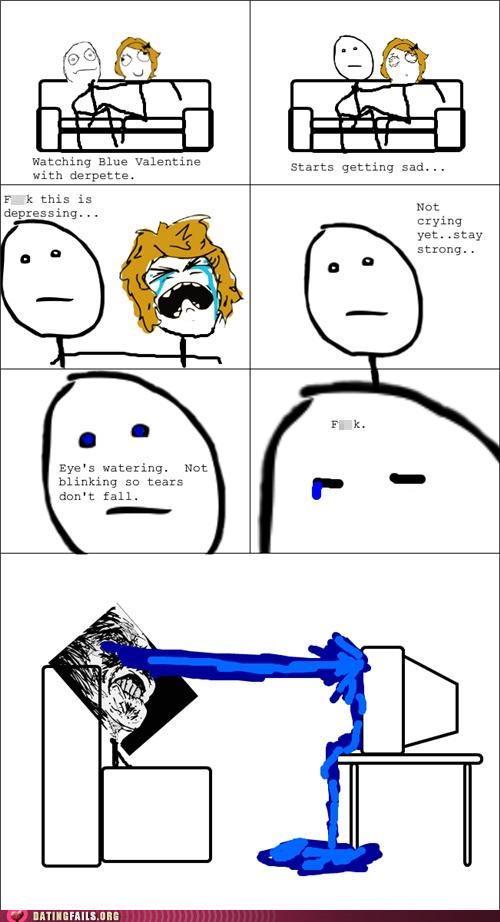 Watching Blue Valentine
with derpette.
Starts getting sad...
F▒▒k this is
depressing...
Not
crying
yet..stay
strong..
Eye's watering.  Not
blinking so tears
don't fall.
F▒▒k.
DATINGFAILS.ORG